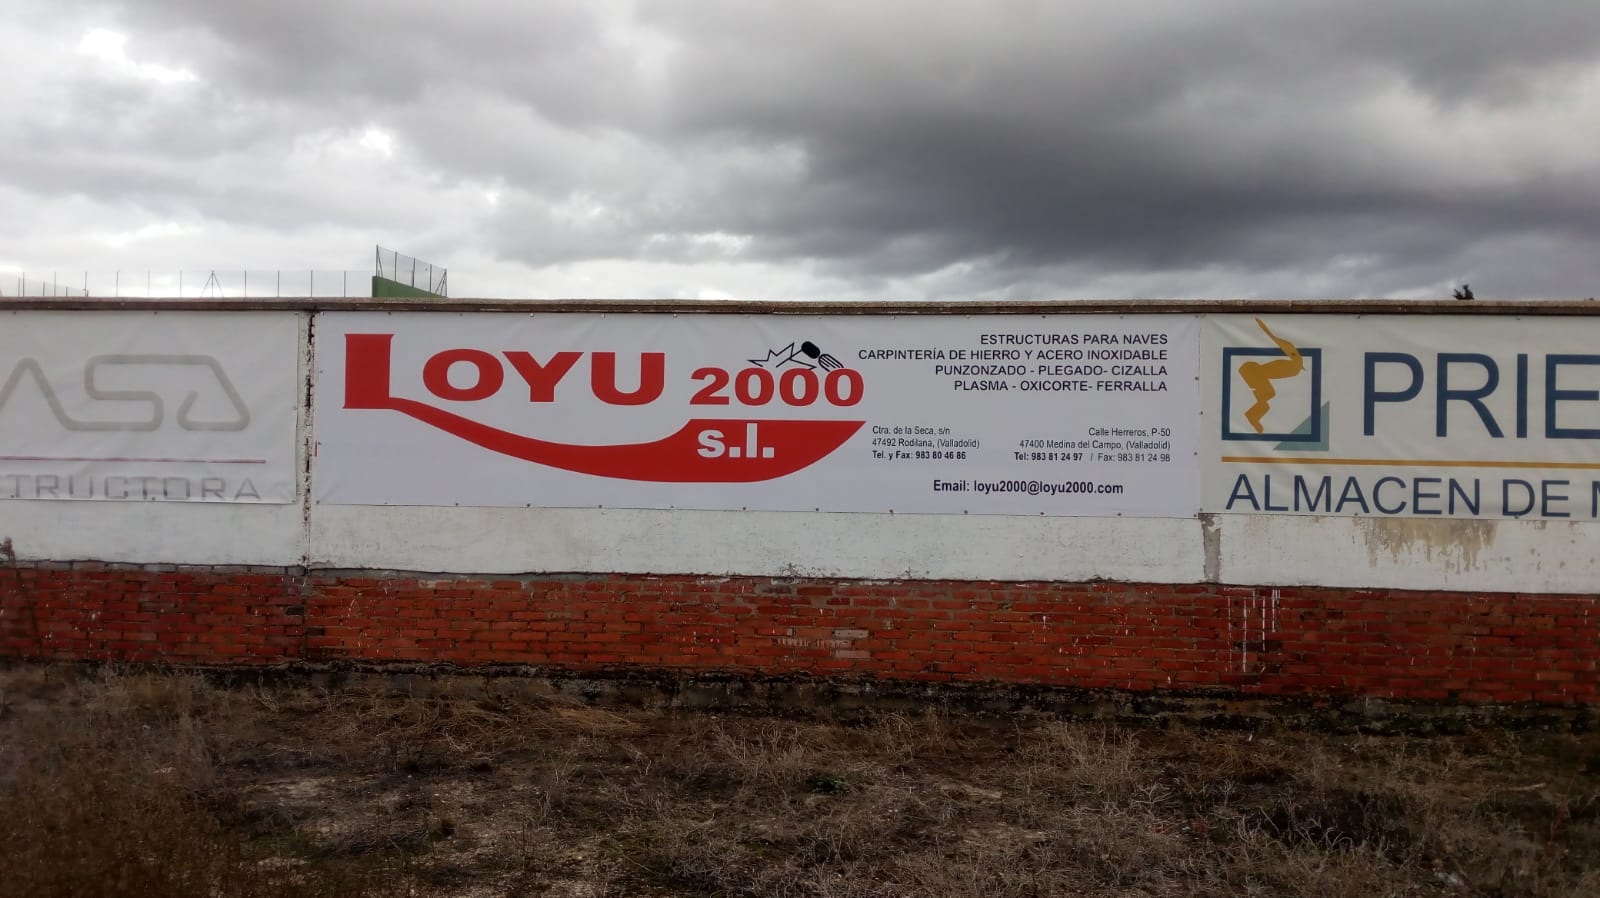 LOYU 2000
s.l.
ESTRUCTURAS PARA NAVES
CARPINTERÍA DE HIERRO Y ACERO INOXIDABLE
PUNZONZADO - PLEGADO- CIZALLA
PLASMA - OXICORTE- FERRALLA
Ctra. de la Seca, s/n
47492 Rodilana, (Valladolid)
Tel. y Fax: 983 80 46 86
Calle Herreros, P-50
47400 Medina del Campo, (Valladolid)
Tel: 983 81 24 97 / Fax: 983 81 24 98
Email: loyu2000@loyu2000.com
ASA
TRUCTORA
PRIE
ALMACEN DE